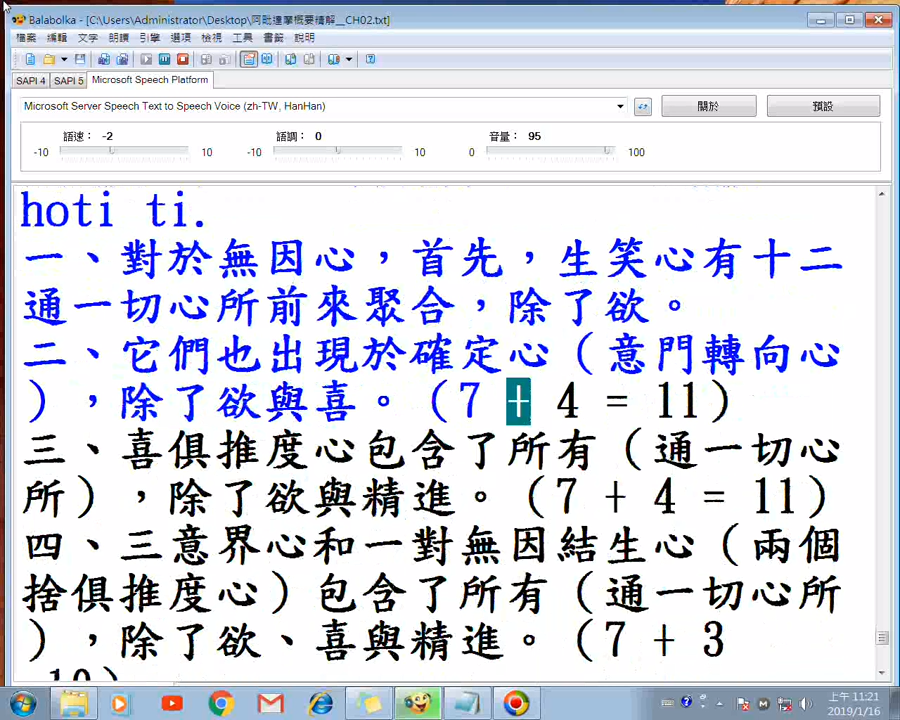 Balabolka - [C:\Users\Administrator\Desktop\阿毗達摩概要精解__CH02.txt]
檔案 編輯 文字 朗讀 引擎 選項 檢視 工具 書籤 說明
SAPI 4 SAPI 5 Microsoft Speech Platform
Microsoft Server Speech Text to Speech Voice (zh-TW, HanHan) 關於 預設
語速： -2 語調： 0 音量： 95
-10 10 -10 10 0 100
hoti ti.
一、對於無因心，首先，生笑心有十二
通一切心所前來聚合，除了欲。
二、它們也出現於確定心（意門轉向心
），除了欲與喜。（7 + 4 = 11）
三、喜俱推度心包含了所有（通一切心
所），除了欲與精進。（7 + 4 = 11）
四、三意界心和一對無因結生心（兩個
捨俱推度心）包含了所有（通一切心所
），除了欲、喜與精進。（7 + 3
10）
上午 11:21
2019/1/16